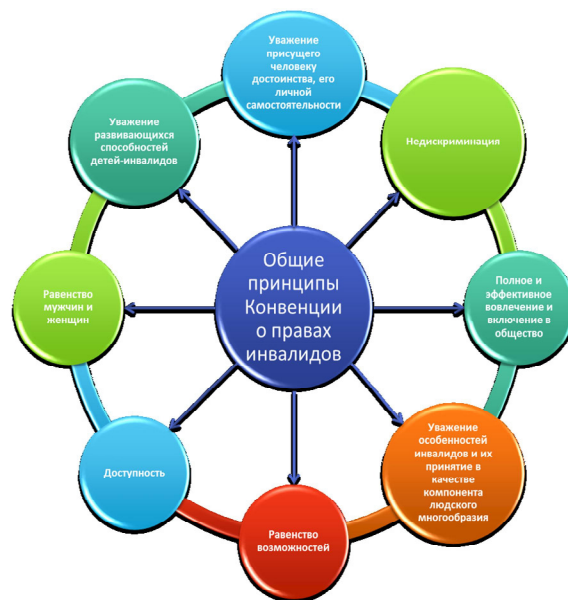 Уважение
присущего
человеку
достоинства, его
личной
самостоятельности
Недискриминация
Полное и
эффективное
вовлечение и
включение в
общество
Уважение
особенностей
инвалидов и их
принятие в
качестве
компонента
людского
многообразия
Равенство
возможностей
Доступность
Равенство
мужчин и
женщин
Уважение
развивающихся
способностей
детей-инвалидов
Общие
принципы
Конвенции
о правах
инвалидов